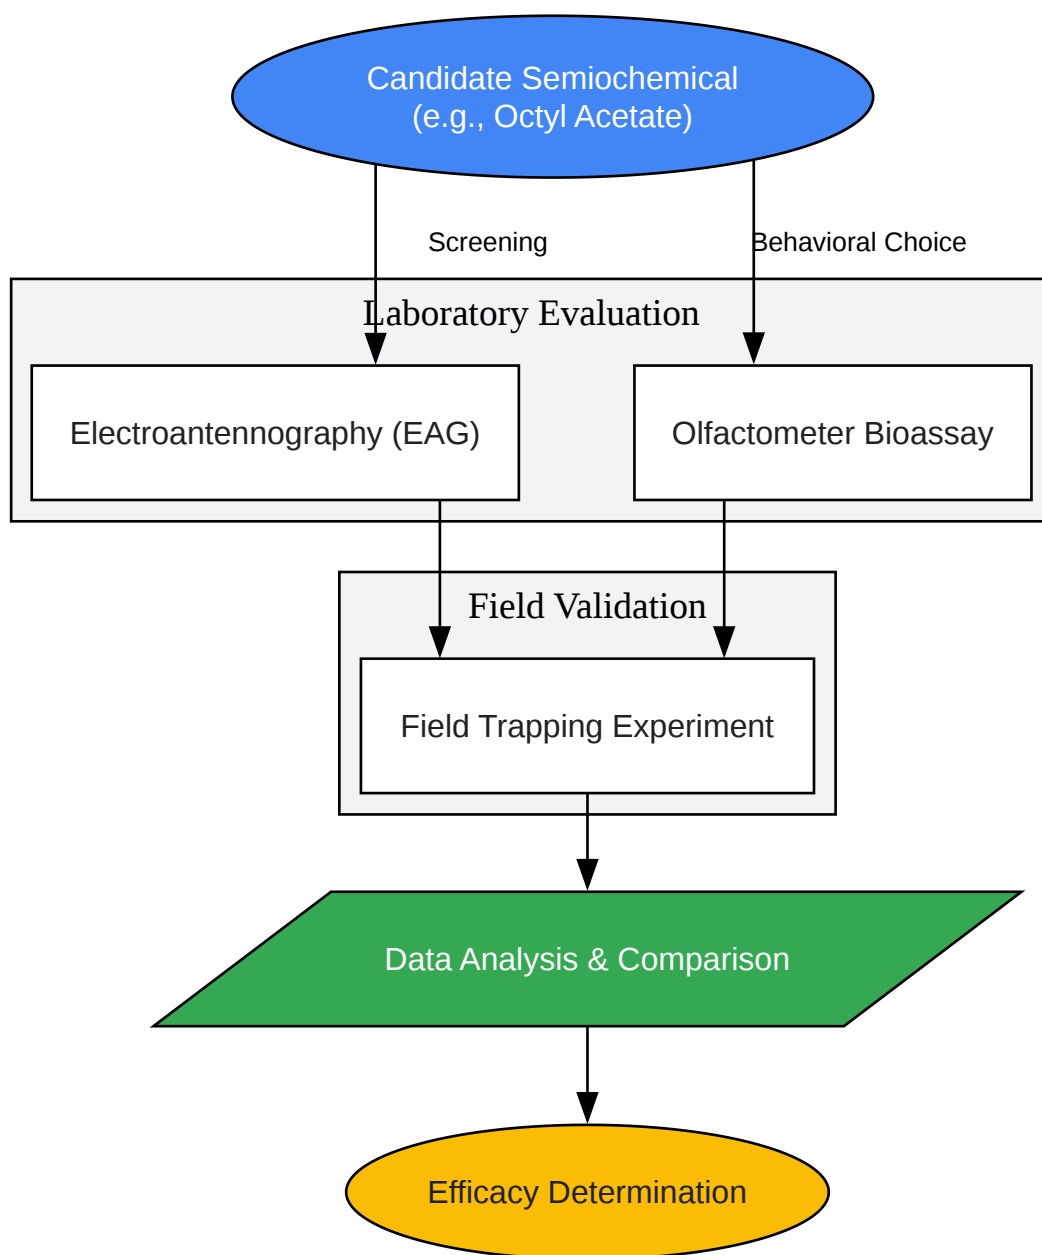 Candidate Semiochemical
(e.g., Octyl Acetate)
Screening
Behavioral Choice
Laboratory Evaluation
Electroantennography (EAG)
Olfactometer Bioassay
Field Validation
Field Trapping Experiment
Data Analysis & Comparison
Efficacy Determination